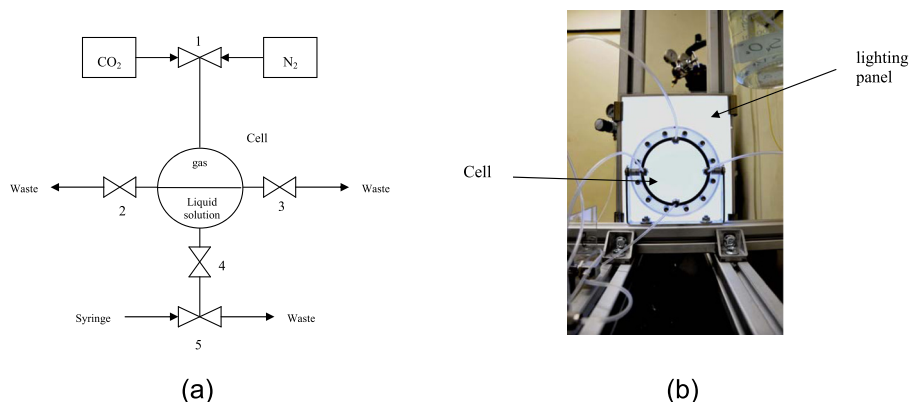 1
CO2
N2
Cell
gas
Waste
Waste
2
3
Liquid
solution
4
Syringe
Waste
5
(a)
lighting
panel
Cell
(b)